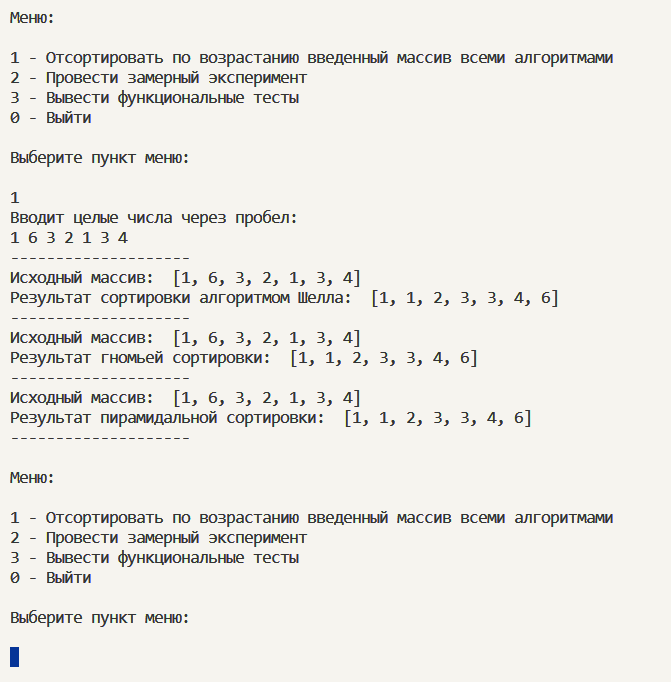 Меню:
1 - Отсортировать по возрастанию введенный массив всеми алгоритмами
2 - Провести замерный эксперимент
3 - Вывести функциональные тесты
0 - Выйти
Выберите пункт меню:
1
Вводит целые числа через пробел:
1 6 3 2 1 3 4
--------------------
Исходный массив:  [1, 6, 3, 2, 1, 3, 4]
Результат сортировки алгоритмом Шелла:  [1, 1, 2, 3, 3, 4, 6]
--------------------
Исходный массив:  [1, 6, 3, 2, 1, 3, 4]
Результат гномьей сортировки:  [1, 1, 2, 3, 3, 4, 6]
--------------------
Исходный массив:  [1, 6, 3, 2, 1, 3, 4]
Результат пирамидальной сортировки:  [1, 1, 2, 3, 3, 4, 6]
--------------------
Меню:
1 - Отсортировать по возрастанию введенный массив всеми алгоритмами
2 - Провести замерный эксперимент
3 - Вывести функциональные тесты
0 - Выйти
Выберите пункт меню: